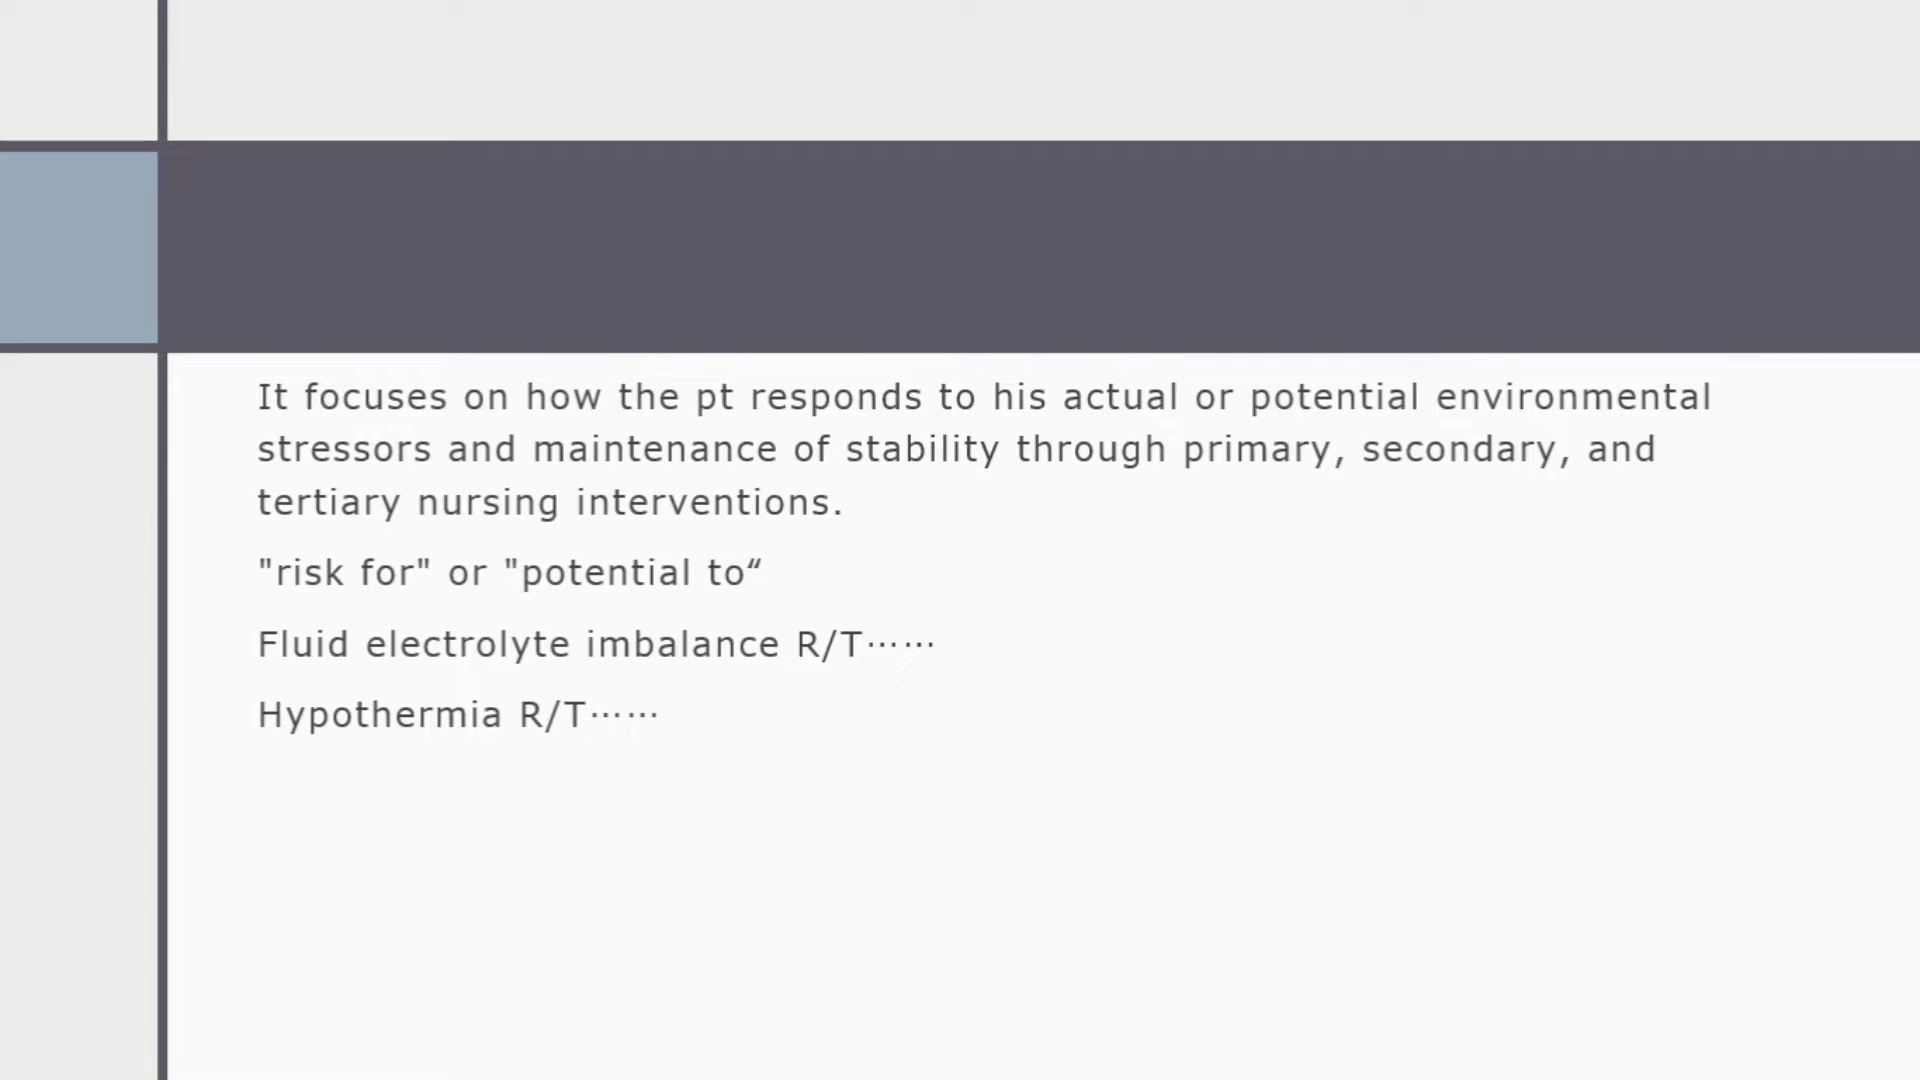 It focuses on how the pt responds to his actual or potential environmental
stressors and maintenance of stability through primary, secondary, and
tertiary nursing interventions.
"risk for" or "potential to“
Fluid electrolyte imbalance R/T⋯⋯
Hypothermia R/T⋯⋯